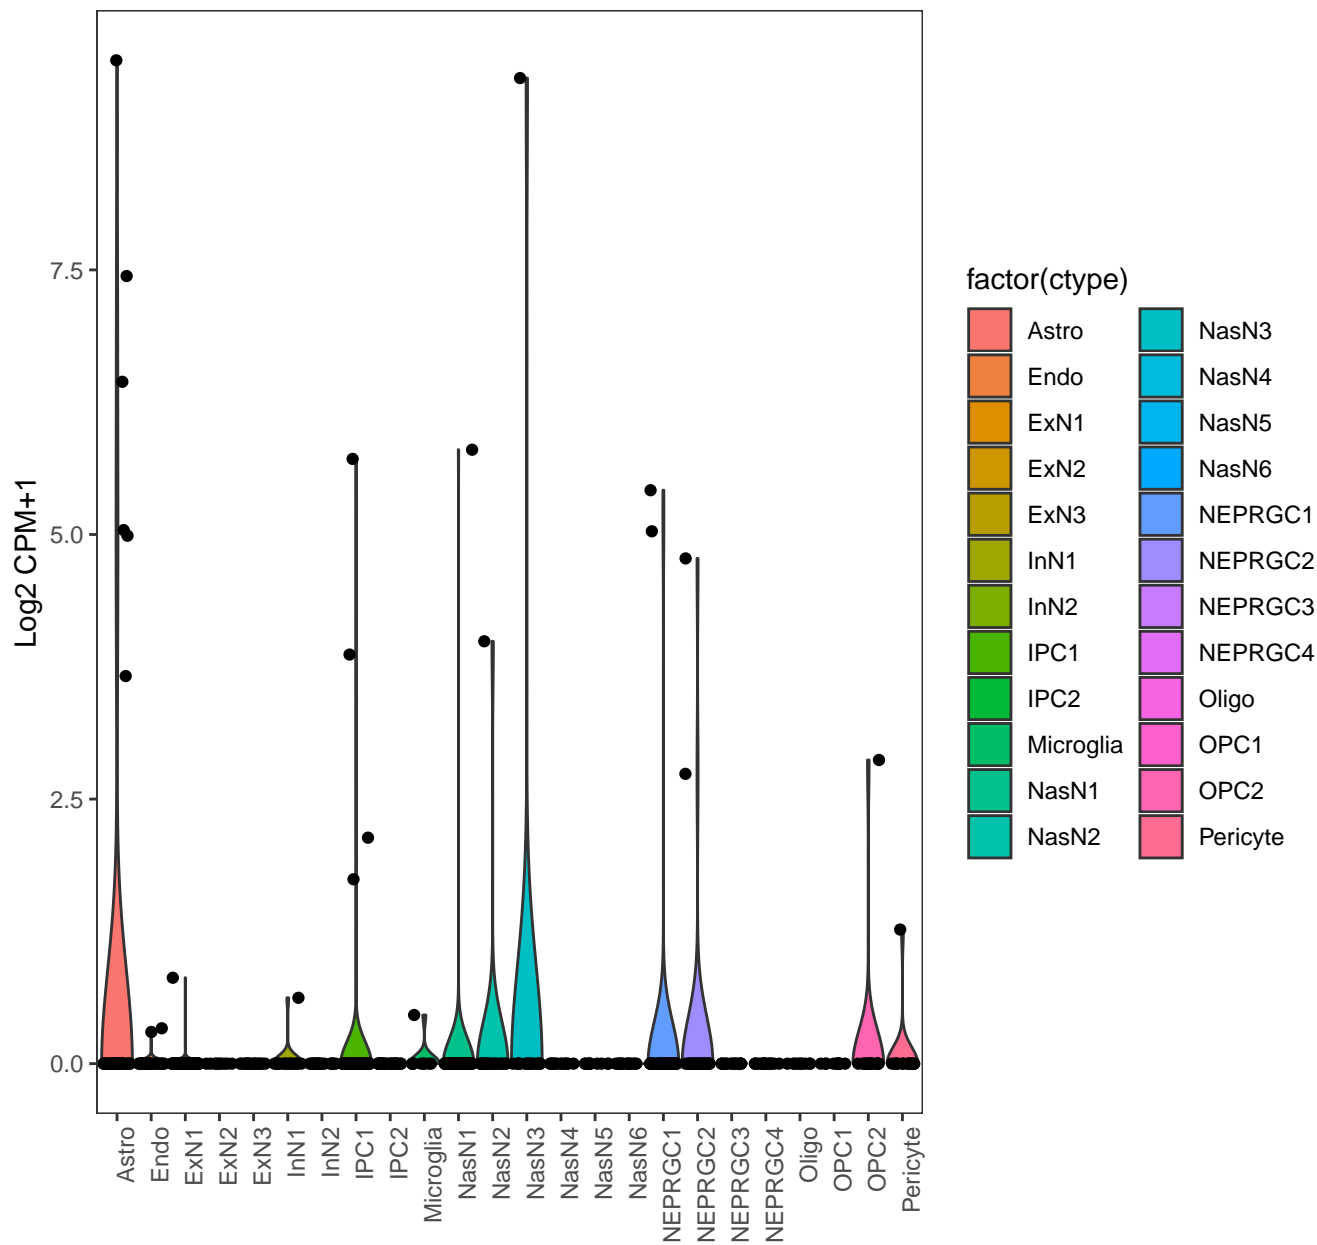 7.5
5.0
2.5
0.0
Log2 CPM+1
Astro
Endo
ExN1
ExN2
ExN3
InN1
InN2
IPC1
IPC2
Microglia
NasN1
NasN2
NasN3
NasN4
NasN5
NasN6
NEPRGC1
NEPRGC2
NEPRGC3
NEPRGC4
Oligo
OPC1
OPC2
Pericyte
factor(ctype)
Astro
Endo
ExN1
ExN2
ExN3
InN1
InN2
IPC1
IPC2
Microglia
NasN1
NasN2
NasN3
NasN4
NasN5
NasN6
NEPRGC1
NEPRGC2
NEPRGC3
NEPRGC4
Oligo
OPC1
OPC2
Pericyte